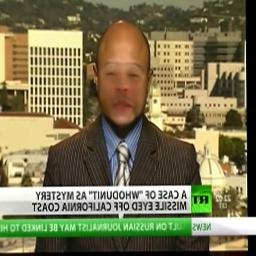 A CASE OF "WHODUNIT" AS MYSTERY
MISSILE EYED OFF CALIFORNIA COAST
RT
NEWS
ULT ON RUSSIAN JOURNALIST MAY BE LINKED TO HI